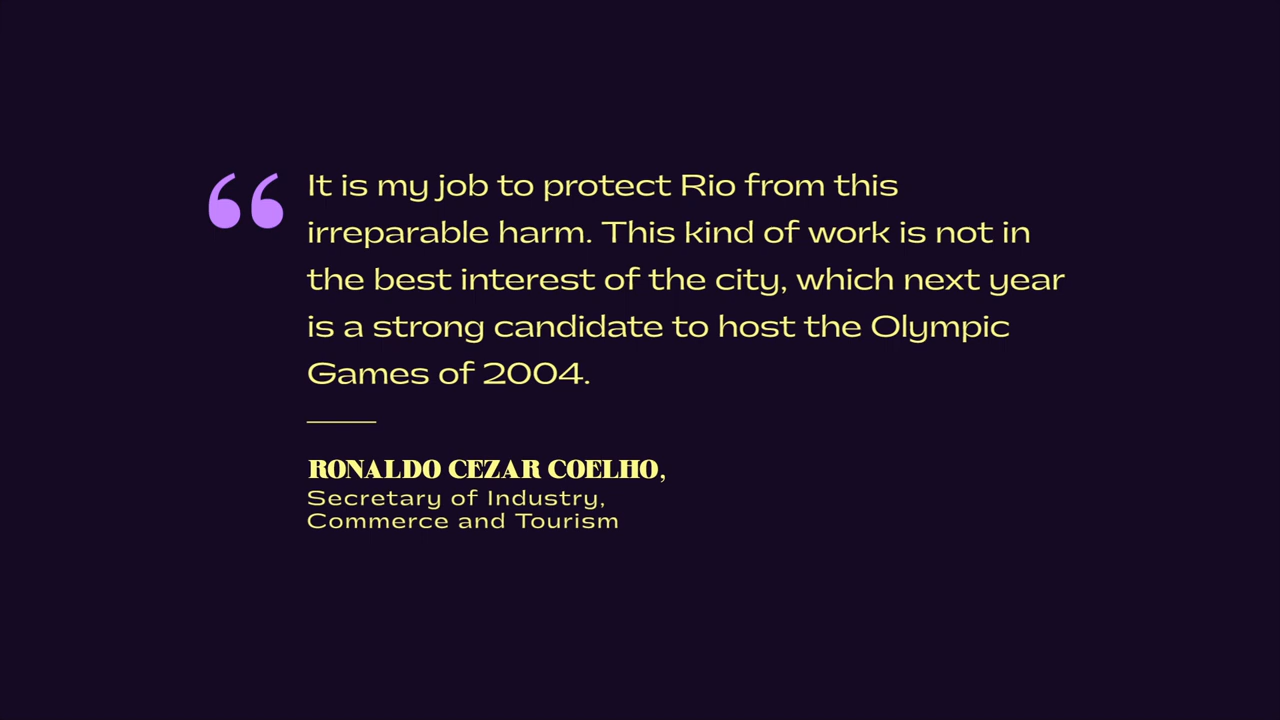 “ It is my job to protect Rio from this
irreparable harm. This kind of work is not in
the best interest of the city, which next year
is a strong candidate to host the Olympic
Games of 2004.
RONALDO CEZAR COELHO,
Secretary of Industry,
Commerce and Tourism